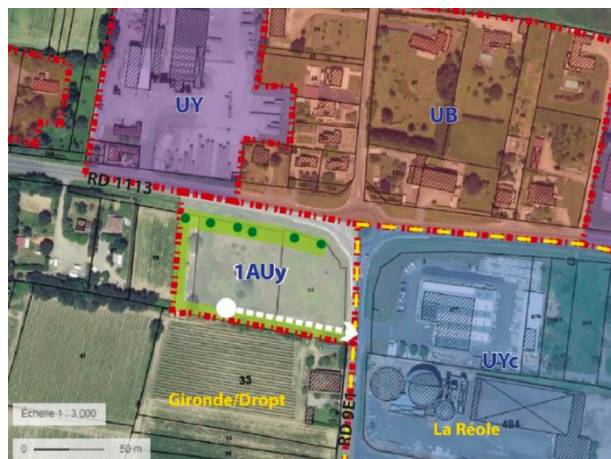 UY
UB
RD 1113
1AUy
UYc
33
Gironde/Dropt
RD 9E1
La Réole
484
Échelle 1 : 3 000
0 50 m